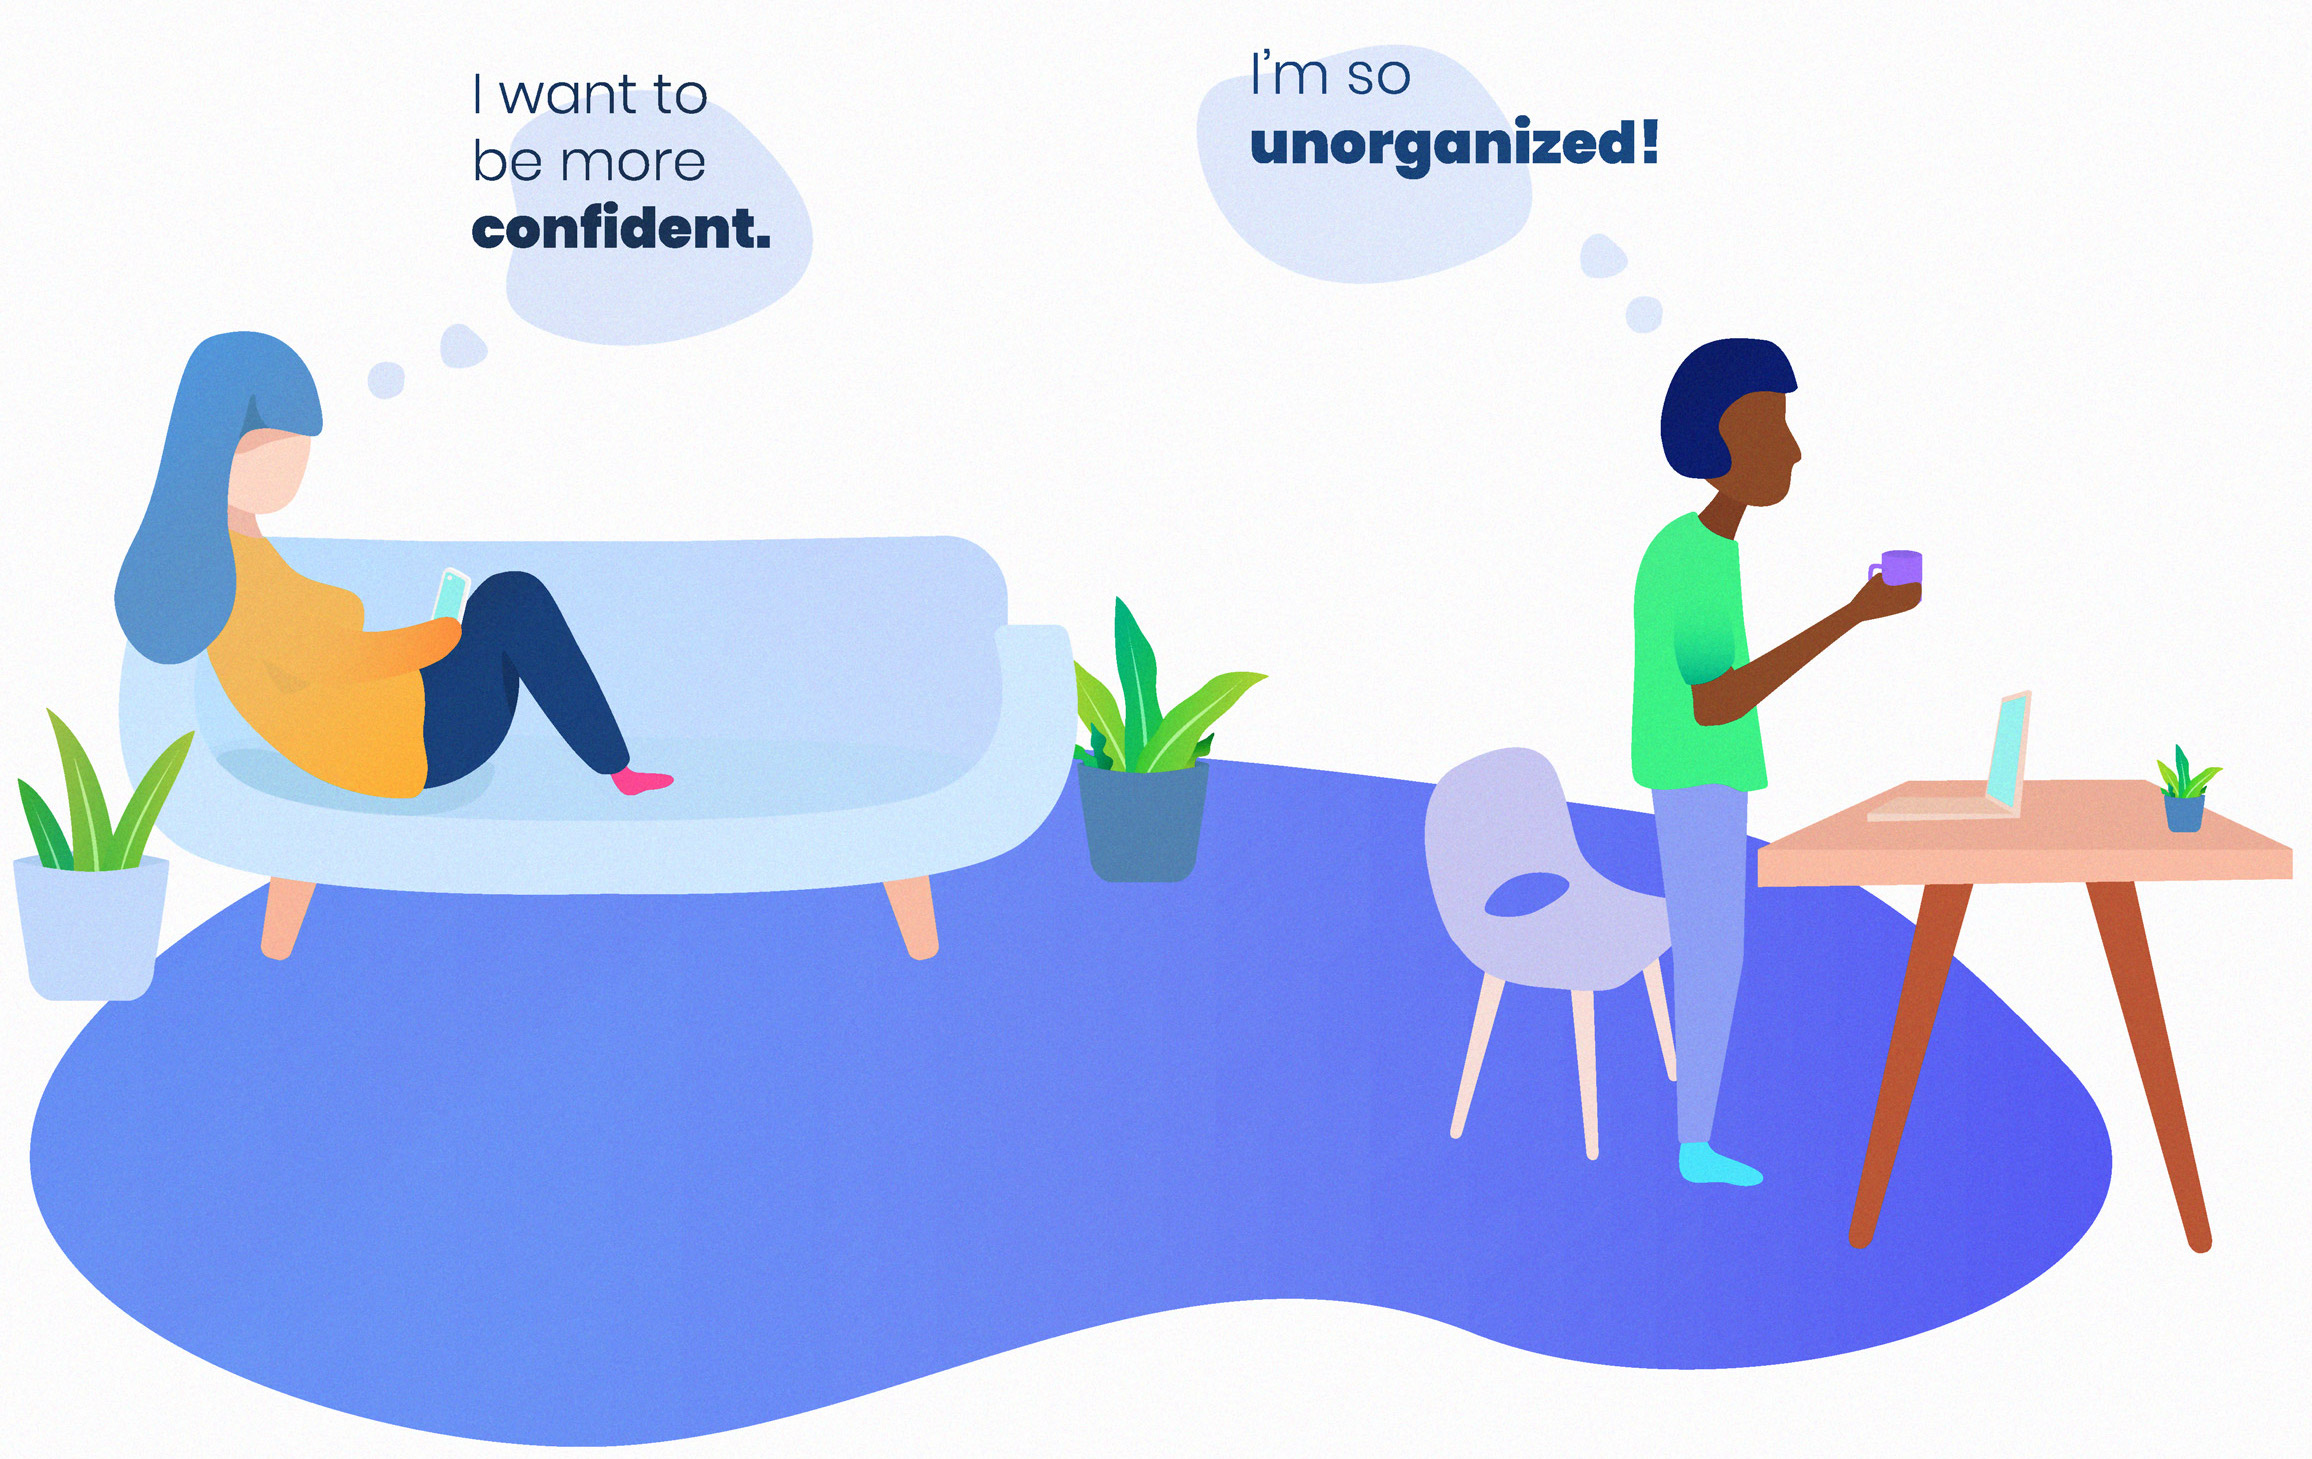 I want to
be more
confident.
I’m so
unorganized!